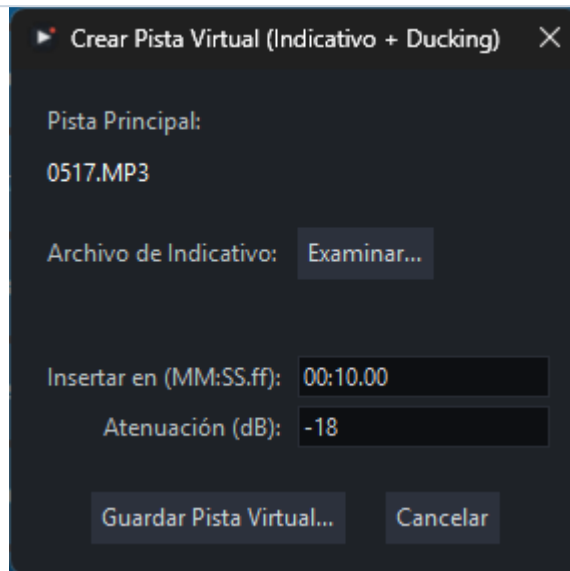 Crear Pista Virtual (Indicativo + Ducking)
Pista Principal:
0517.MP3
Archivo de Indicativo: Examinar...
Insertar en (MM:SS.ff): 00:10.00
Atenuación (dB): -18
Guardar Pista Virtual... Cancelar